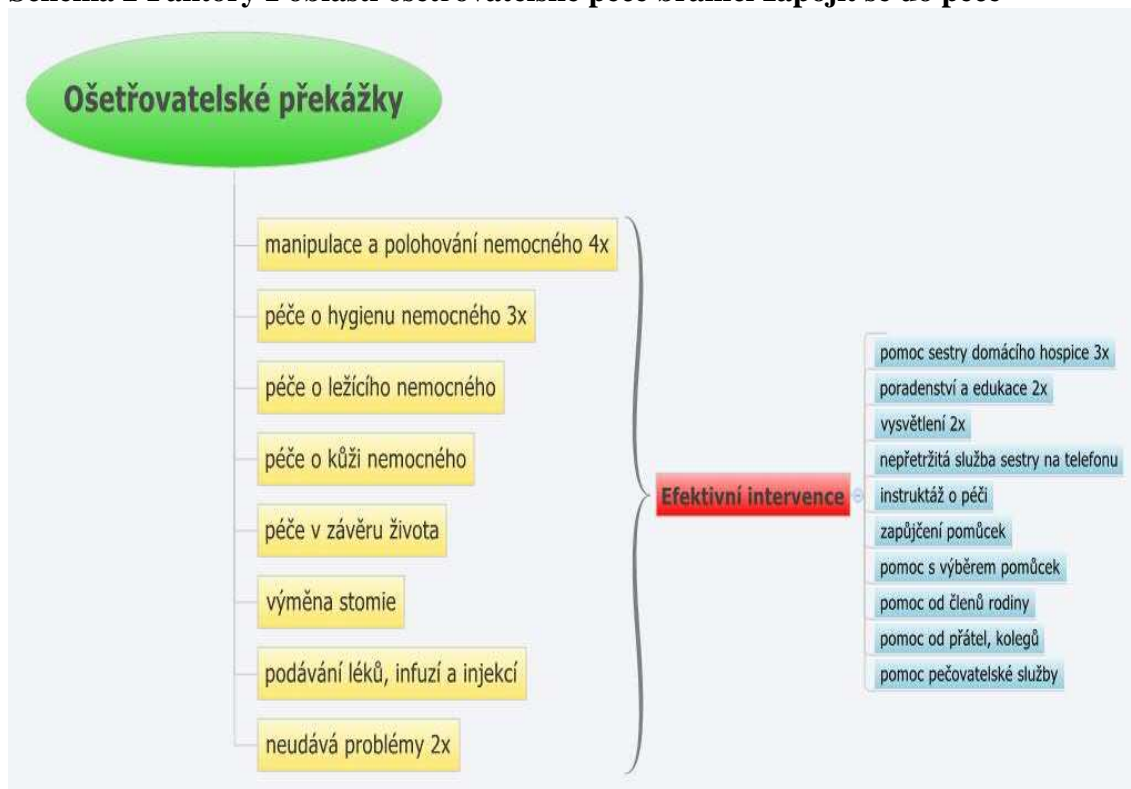 Ošetřovatelské překážky
manipulace a polohování nemocného 4x
péče o hygienu nemocného 3x
péče o ležícího nemocného
péče o kůži nemocného
péče v závěru života
výměna stomie
podávání léků, infuzí a injekcí
neudává problémy 2x
Efektivní intervence
pomoc sestry domácího hospice 3x
poradenství a edukace 2x
vysvětlení 2x
nepřetržitá služba sestry na telefonu
instruktáž o péči
zapůjčení pomůcek
pomoc s výběrem pomůcek
pomoc od členů rodiny
pomoc od přátel, kolegů
pomoc pečovatelské služby